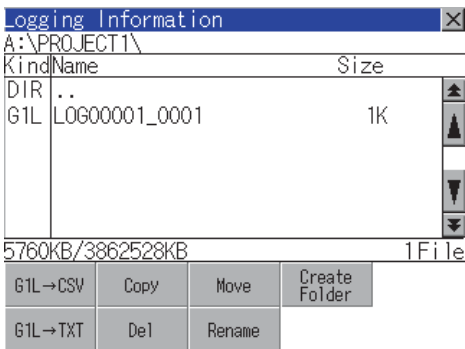 Logging Information
A:\PROJECT1\
Kind Name Size
DIR ..
G1L LOG00001_0001 1K
5760KB/3862528KB 1File
G1L→CSV Copy Move Create Folder
G1L→TXT Del Rename